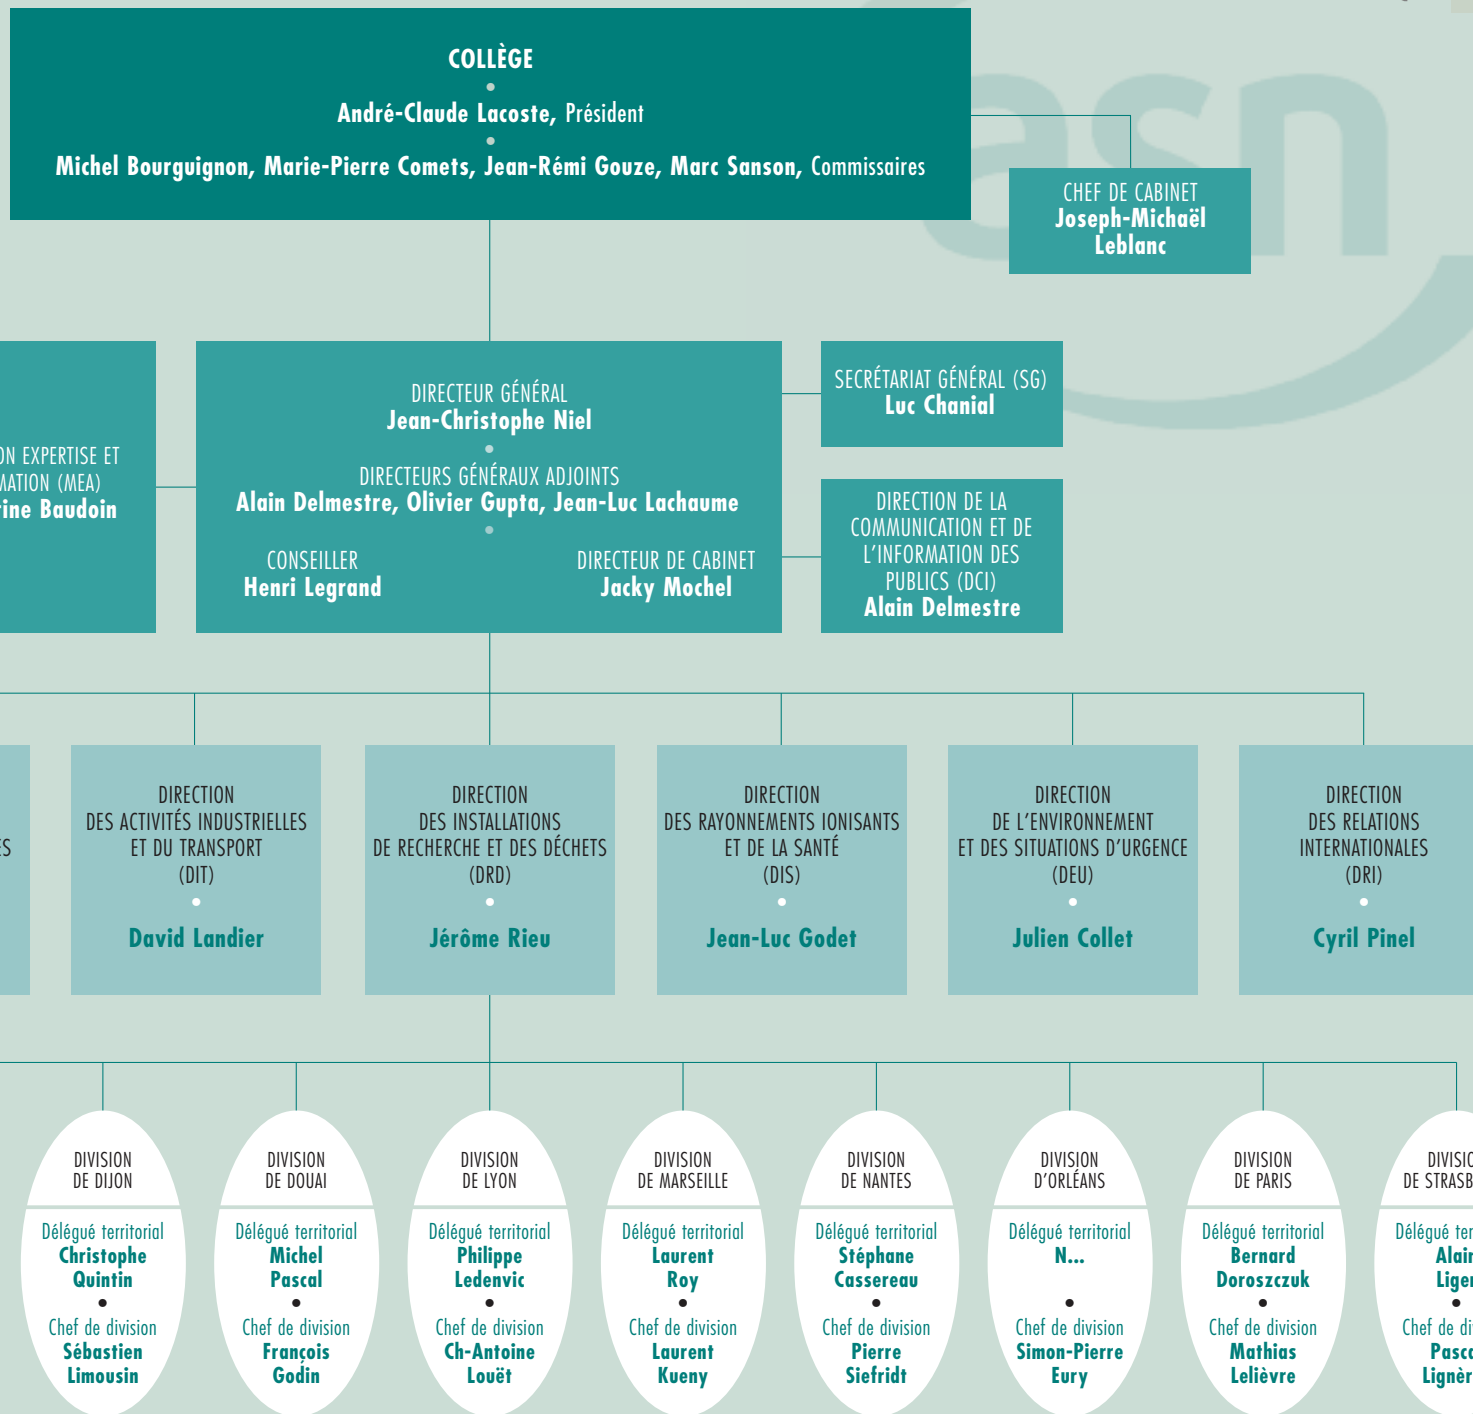 asn
COLLÈGE
André-Claude Lacoste, Président
Michel Bourguignon, Marie-Pierre Comets, Jean-Rémi Gouze, Marc Sanson, Commissaires
CHEF DE CABINET
Joseph-Michaël
Leblanc
EXPERTISE ET
(MEA)
Baudoin
DIRECTEUR GÉNÉRAL
Jean-Christophe Niel
DIRECTEURS GÉNÉRAUX ADJOINTS
Alain Delmestre, Olivier Gupta, Jean-Luc Lachaume
CONSEILLER
Henri Legrand
DIRECTEUR DE CABINET
Jacky Mochel
SECRÉTARIAT GÉNÉRAL (SG)
Luc Chanial
DIRECTION DE LA
COMMUNICATION ET DE
L'INFORMATION DES
PUBLICS (DCI)
Alain Delmestre
DIRECTION
DES ACTIVITÉS INDUSTRIELLES
ET DU TRANSPORT
(DIT)
David Landier
DIRECTION
DES INSTALLATIONS
DE RECHERCHE ET DES DÉCHETS
(DRD)
Jérôme Rieu
DIRECTION
DES RAYONNEMENTS IONISANTS
ET DE LA SANTÉ
(DIS)
Jean-Luc Godet
DIRECTION
DE L'ENVIRONNEMENT
ET DES SITUATIONS D'URGENCE
(DEU)
Julien Collet
DIRECTION
DES RELATIONS
INTERNATIONALES
(DRI)
Cyril Pinel
DIVISION
DE DIJON
Délégué territorial
Christophe
Quintin
Chef de division
Sébastien
Limousin
DIVISION
DE DOUAI
Délégué territorial
Michel
Pascal
Chef de division
François
Godin
DIVISION
DE LYON
Délégué territorial
Philippe
Ledenvic
Chef de division
Ch-Antoine
Louët
DIVISION
DE MARSEILLE
Délégué territorial
Laurent
Roy
Chef de division
Laurent
Kueny
DIVISION
DE NANTES
Délégué territorial
Stéphane
Cassereau
Chef de division
Pierre
Siefridt
DIVISION
D'ORLÉANS
Délégué territorial
N...
Chef de division
Simon-Pierre
Eury
DIVISION
DE PARIS
Délégué territorial
Bernard
Doroszczuk
Chef de division
Mathias
Lelièvre
DE
Délégué
Chef de